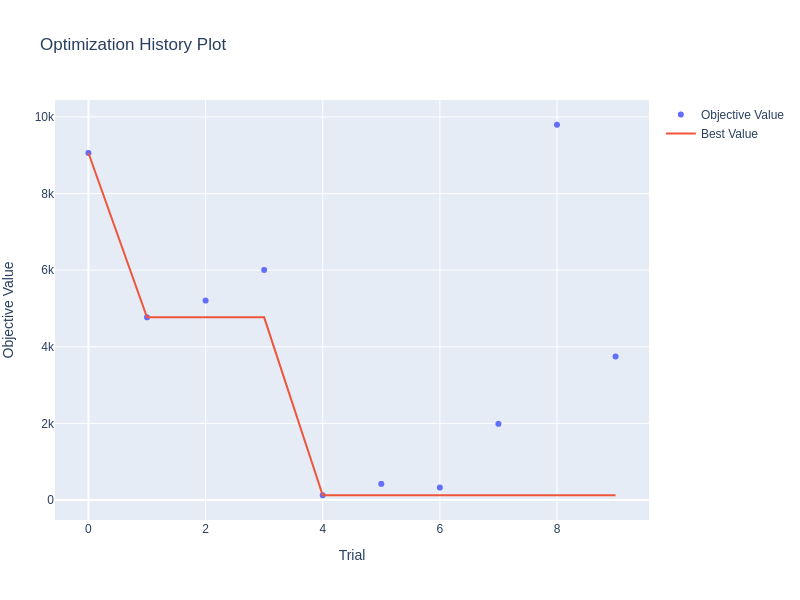 Optimization History Plot
Objective Value
Best Value
10k
8k
6k
4k
2k
0
Objective Value
0 2 4 6 8
Trial